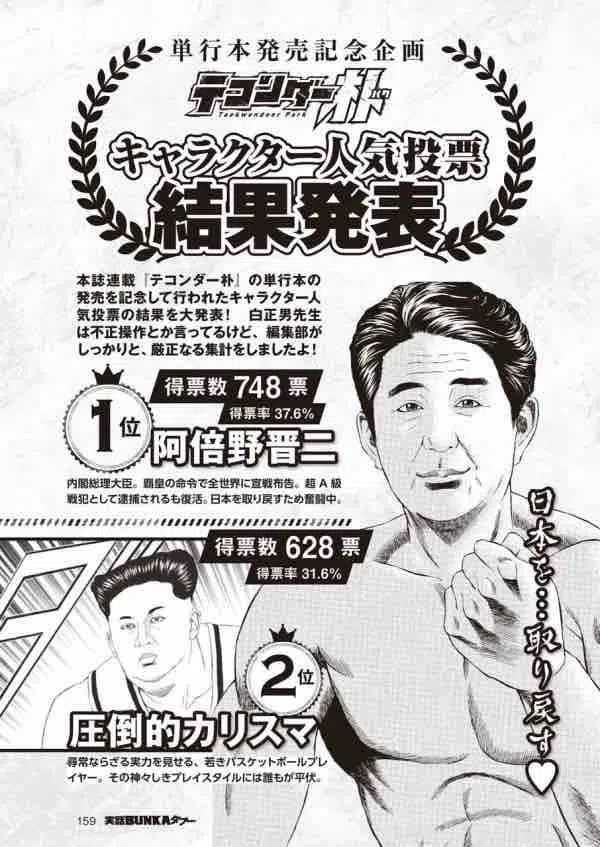 単行本発売記念企画
テコンダー朴
パク
Taekwondoer Park
キャラクター人気投票
結果発表
本誌連載『テコンダー朴』の単行本の
発売を記念して行われたキャラクター人
気投票の結果を大発表！ 白正男先生
は不正操作とか言ってるけど、編集部が
しっかりと、厳正なる集計をしましたよ！
1位
得票数 748 票
得票率 37.6%
阿倍野晋二
内閣総理大臣。覇皇の命令で全世界に宣戦布告。超A級
戦犯として逮捕されるも復活。日本を取り戻すため奮闘中。
日本を…取り戻す♥
得票数 628 票
得票率 31.6%
2位
圧倒的カリスマ
尋常ならざる実力を見せる、若きバスケットボールプレ
イヤー。その神々しきプレイスタイルには誰もが平伏。
159 実話BUNKAタブー